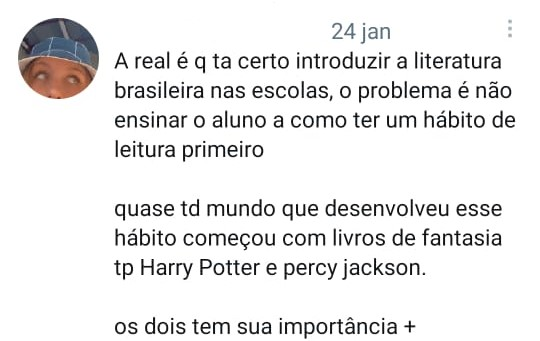 24 jan
A real é q ta certo introduzir a literatura
brasileira nas escolas, o problema é não
ensinar o aluno a como ter um hábito de
leitura primeiro
quase td mundo que desenvolveu esse
hábito começou com livros de fantasia
tp Harry Potter e percy jackson.
os dois tem sua importância +